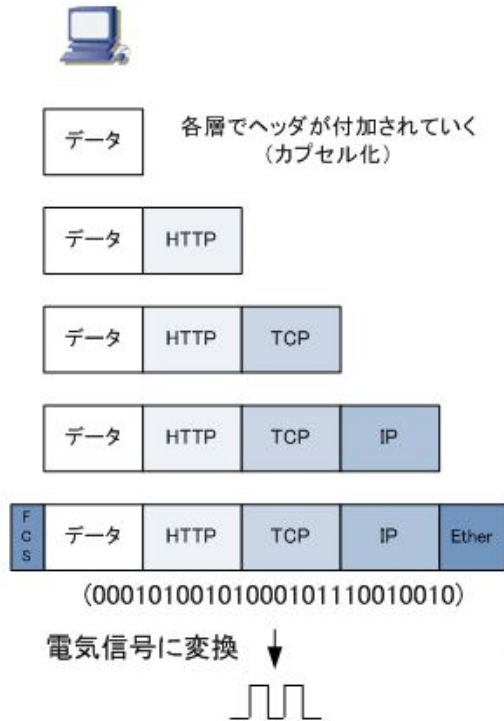 データ
各層でヘッダが付加されていく
(カプセル化)
データ HTTP
データ HTTP TCP
データ HTTP TCP IP
FCS データ HTTP TCP IP Ether
(00010100101000101110010010)
電気信号に変換